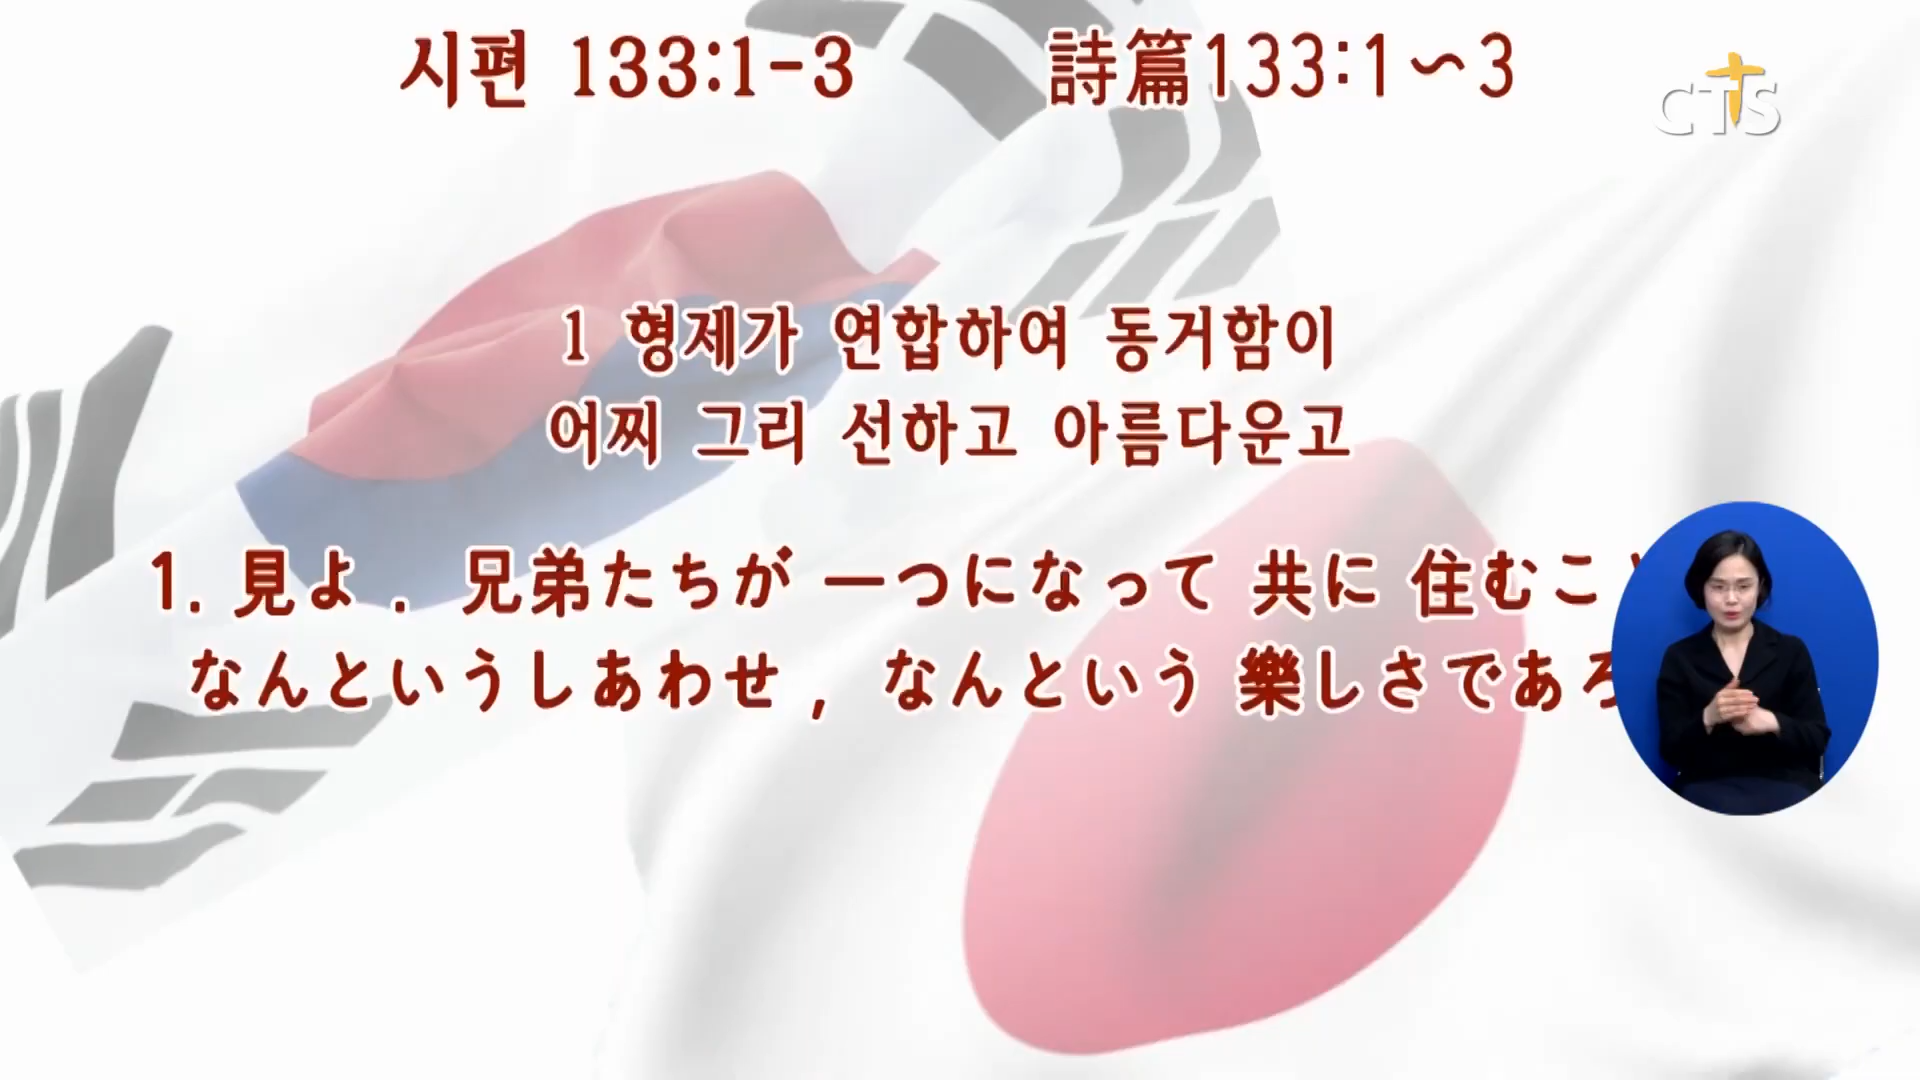 시편 133:1-3 詩篇133:1〜3
CTS
1 형제가 연합하여 동거함이
어찌 그리 선하고 아름다운고
1. 見よ. 兄弟たちが 一つになって 共に 住むこ
なんというしあわせ, なんという 樂しさであろ